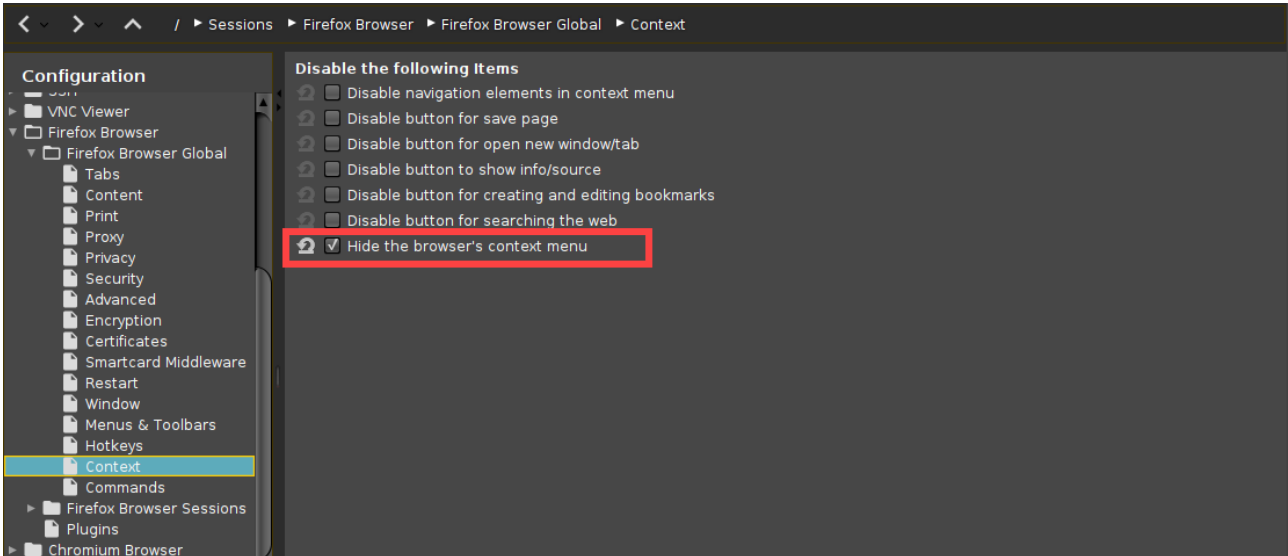 / Sessions Firefox Browser Firefox Browser Global Context
Configuration
VNC Viewer
Firefox Browser
Firefox Browser Global
Tabs
Content
Print
Proxy
Privacy
Security
Advanced
Encryption
Certificates
Smartcard Middleware
Restart
Window
Menus & Toolbars
Hotkeys
Context
Commands
Firefox Browser Sessions
Plugins
Chromium Browser
Disable the following Items
Disable navigation elements in context menu
Disable button for save page
Disable button for open new window/tab
Disable button to show info/source
Disable button for creating and editing bookmarks
Disable button for searching the web
Hide the browser's context menu